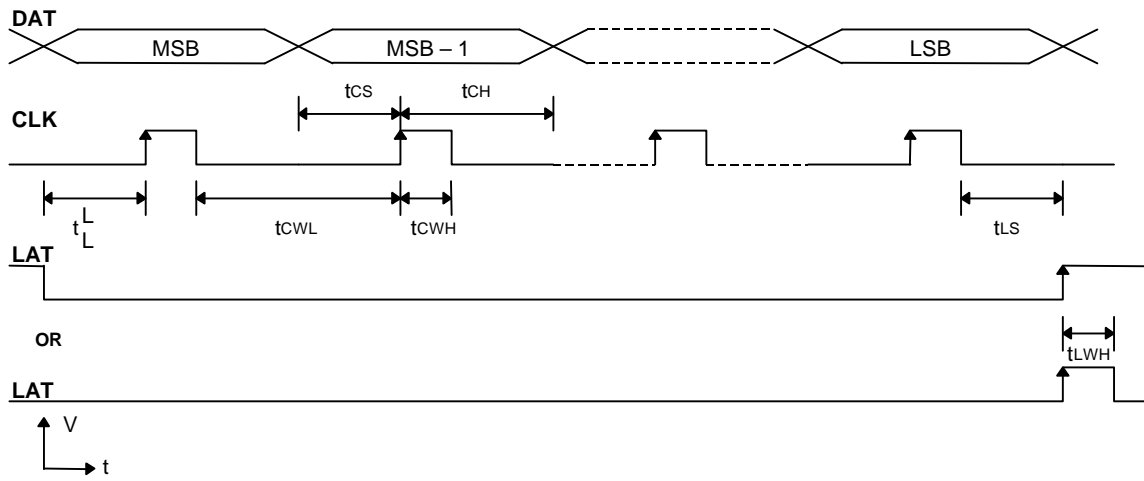 DAT
MSB
MSB – 1
LSB
tCS
tCH
CLK
tLL
tCWL
tCWH
tLS
LAT
OR
tLWH
LAT
V
t